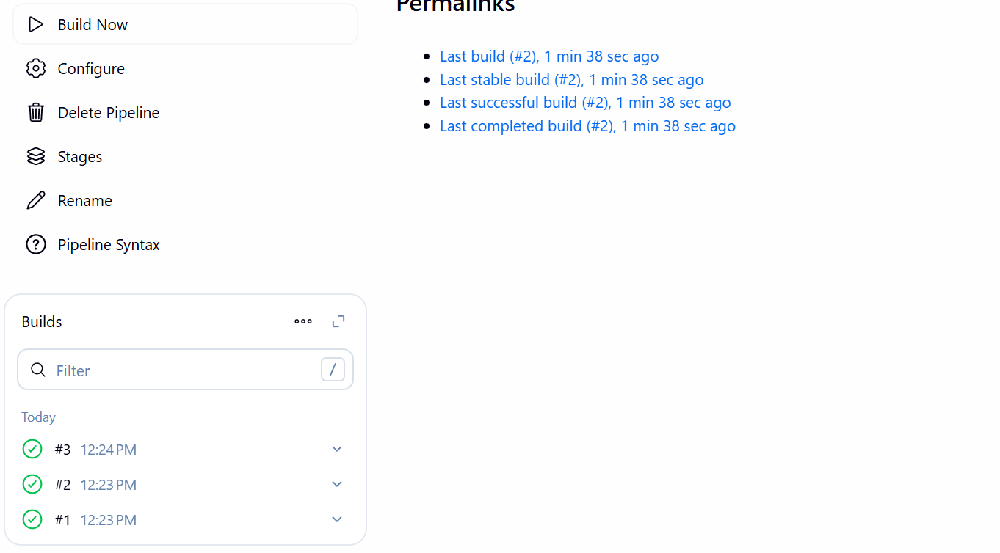 Build Now
Configure
Delete Pipeline
Stages
Rename
Pipeline Syntax
Builds
Filter /
Today
#3 12:24 PM
#2 12:23 PM
#1 12:23 PM
Permalinks
Last build (#2), 1 min 38 sec ago
Last stable build (#2), 1 min 38 sec ago
Last successful build (#2), 1 min 38 sec ago
Last completed build (#2), 1 min 38 sec ago